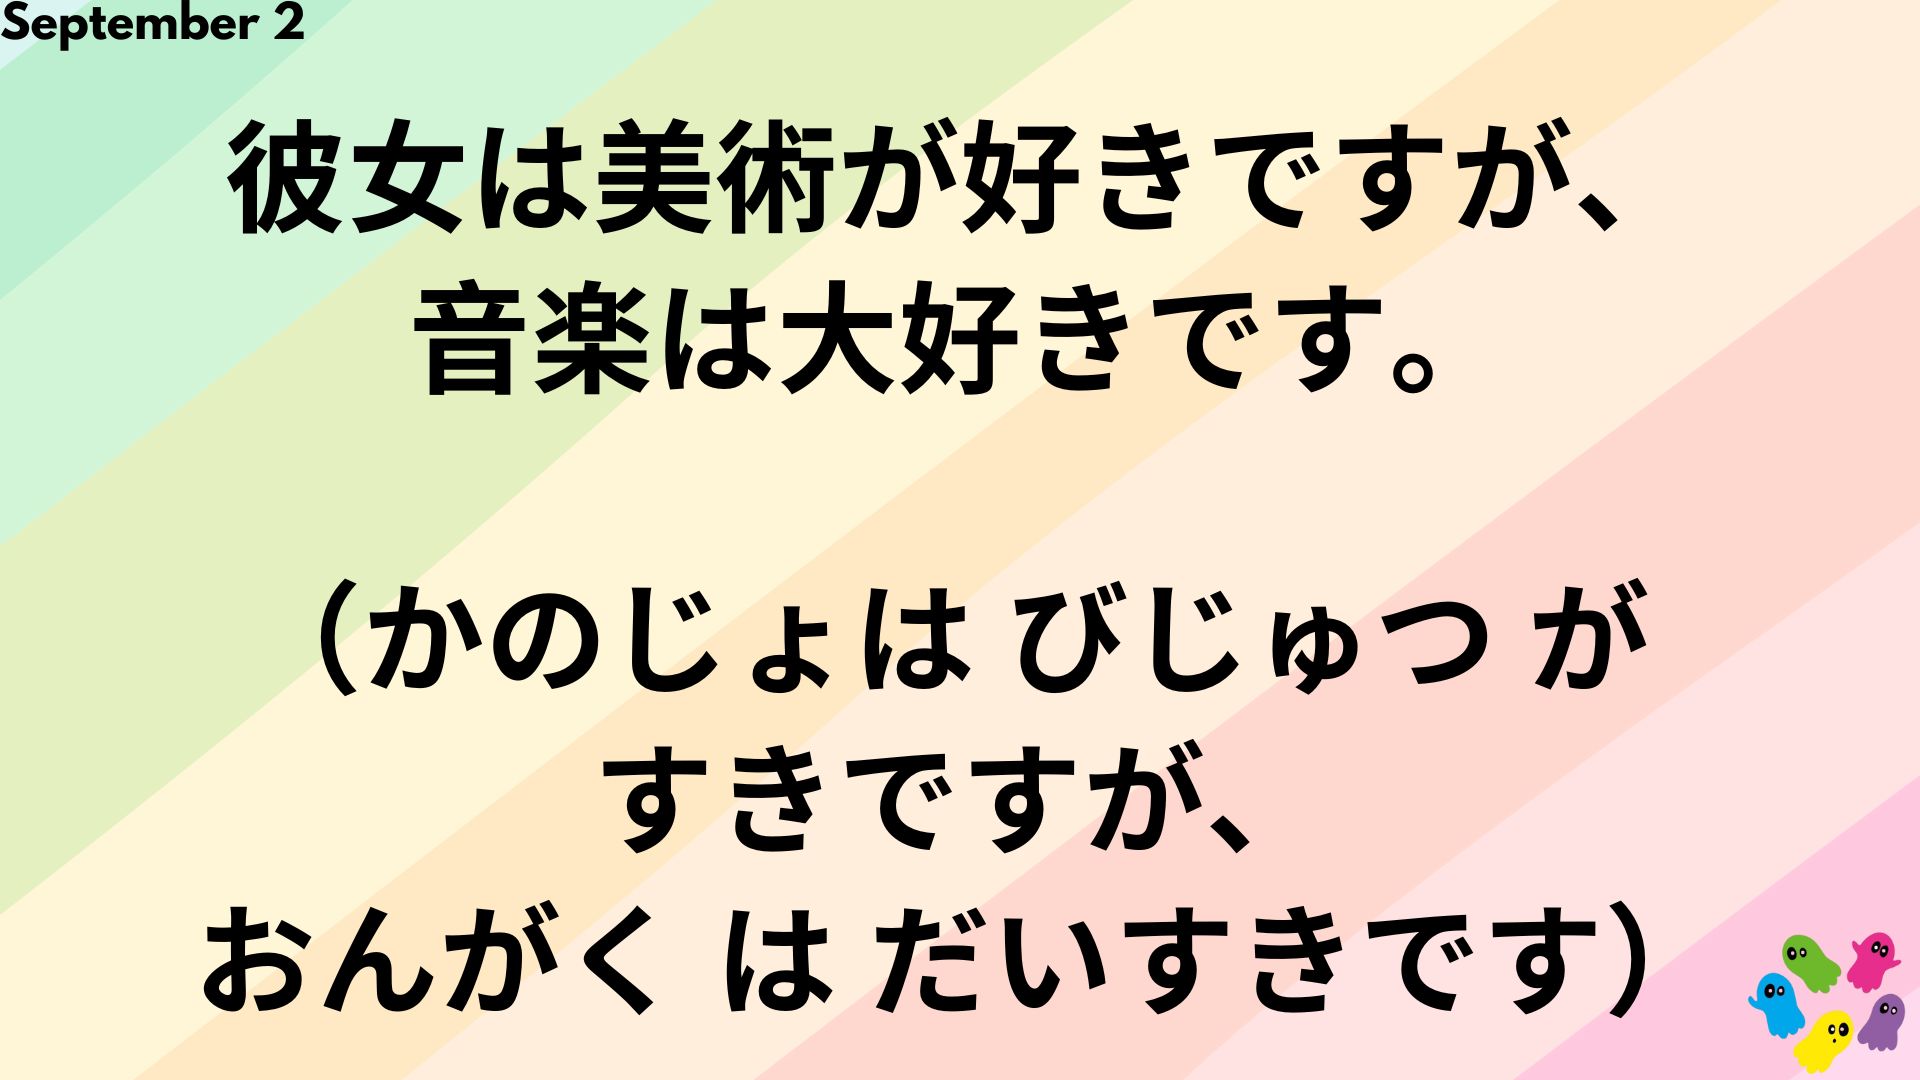 September 2
彼女は美術が好きですが、
音楽は大好きです。
（かのじょは びじゅつ が
すきですが、
おんがく は だいすきです）